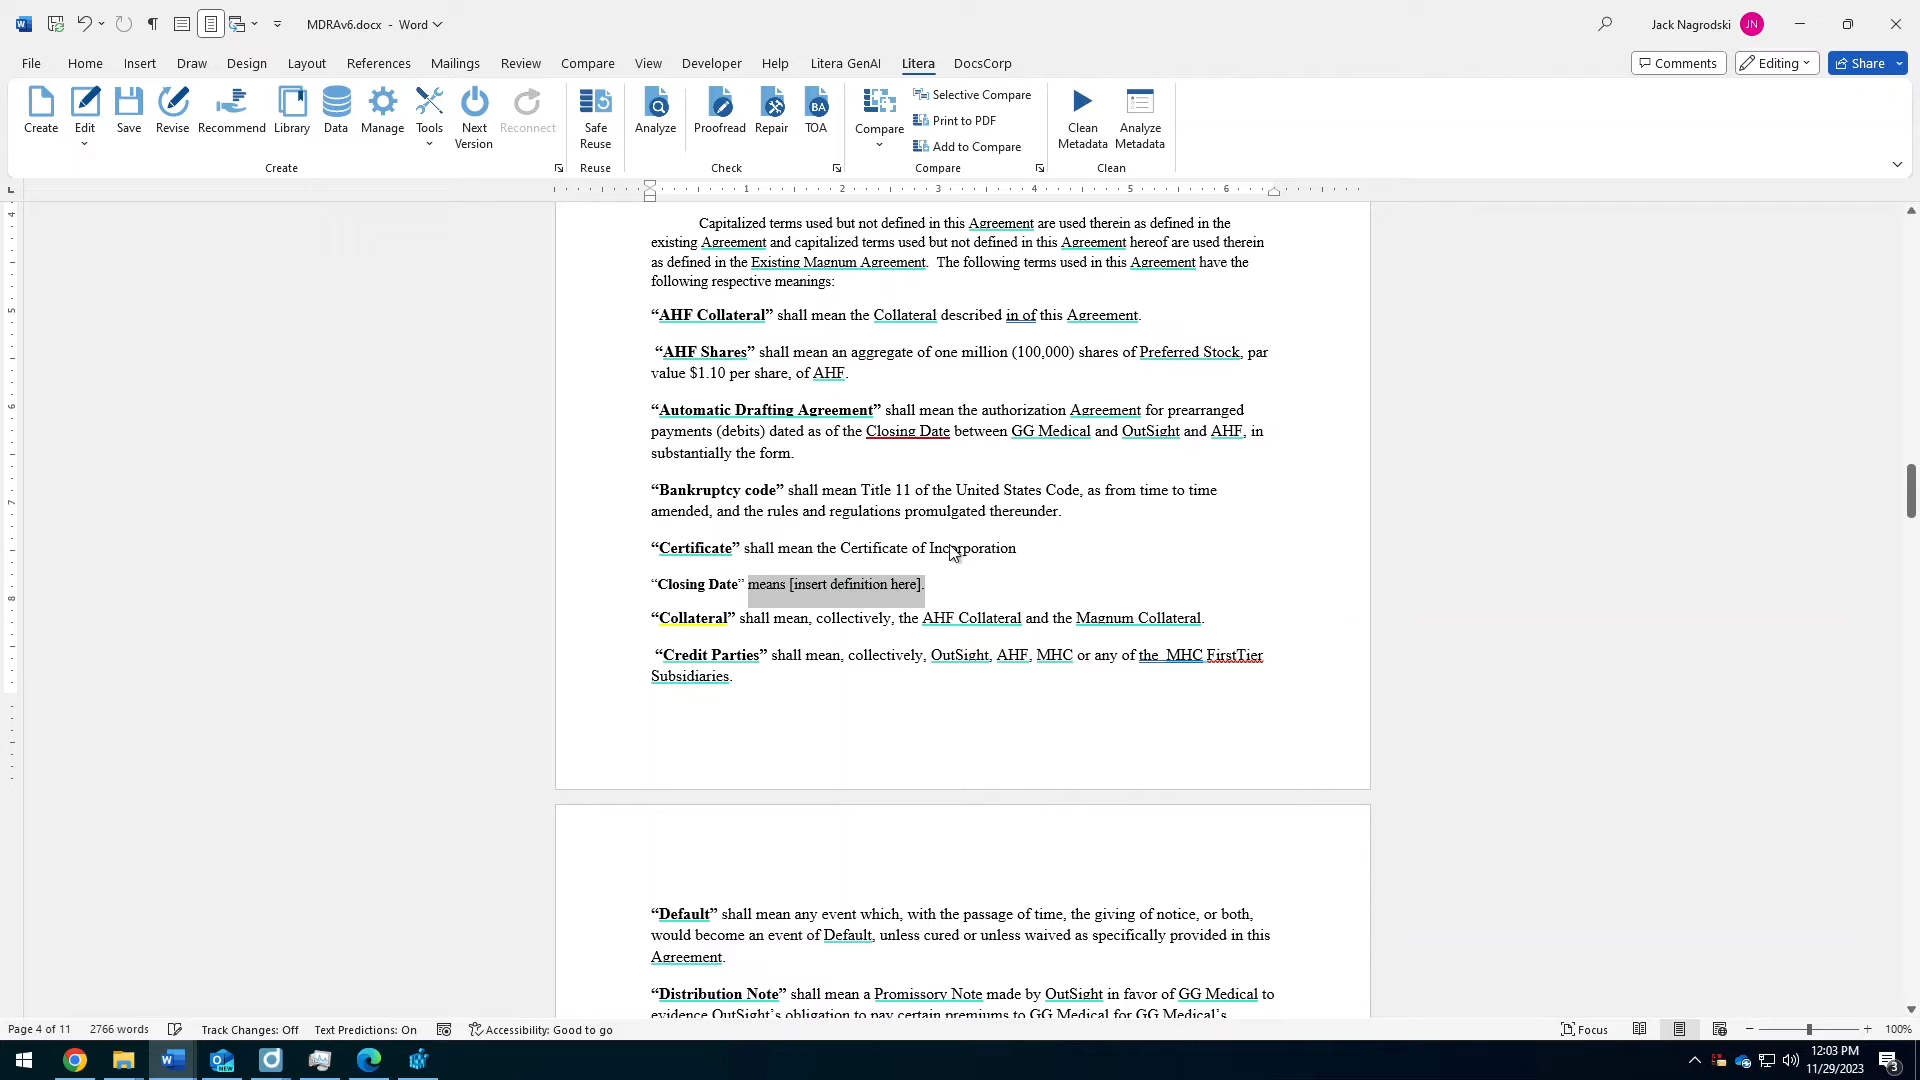 MDRAv6.docx - Word
Jack Nagrodski JN
File Home Insert Draw Design Layout References Mailings Review Compare View Developer Help Litera GenAI Litera DocsCorp
Comments Editing Share
Create Edit Save Revise Recommend Library Data Manage Tools Next Version Reconnect
Safe Reuse
Analyze
Proofread Repair TOA
BA
Compare
Selective Compare
Print to PDF
Add to Compare
Clean Metadata
Analyze Metadata
Create Reuse Check Compare Clean
1 2 3 4 5 6
4
5
6
7
8
Capitalized terms used but not defined in this Agreement are used therein as defined in the
existing Agreement and capitalized terms used but not defined in this Agreement hereof are used therein
as defined in the Existing Magnum Agreement.  The following terms used in this Agreement have the
following respective meanings:
“AHF Collateral” shall mean the Collateral described in of this Agreement.
“AHF Shares” shall mean an aggregate of one million (100,000) shares of Preferred Stock, par
value $1.10 per share, of AHF.
“Automatic Drafting Agreement” shall mean the authorization Agreement for prearranged
payments (debits) dated as of the Closing Date between GG Medical and OutSight and AHF, in
substantially the form.
“Bankruptcy code” shall mean Title 11 of the United States Code, as from time to time
amended, and the rules and regulations promulgated thereunder.
“Certificate” shall mean the Certificate of Incorporation
“Closing Date” means [insert definition here].
“Collateral” shall mean, collectively, the AHF Collateral and the Magnum Collateral.
“Credit Parties” shall mean, collectively, OutSight, AHF, MHC or any of the  MHC FirstTier
Subsidiaries.
“Default” shall mean any event which, with the passage of time, the giving of notice, or both,
would become an event of Default, unless cured or unless waived as specifically provided in this
Agreement.
“Distribution Note” shall mean a Promissory Note made by OutSight in favor of GG Medical to
evidence OutSight’s obligation to pay certain premiums to GG Medical for GG Medical’s
Page 4 of 11 2766 words Track Changes: Off Text Predictions: On Accessibility: Good to go
Focus 100%
12:03 PM
11/29/2023
3